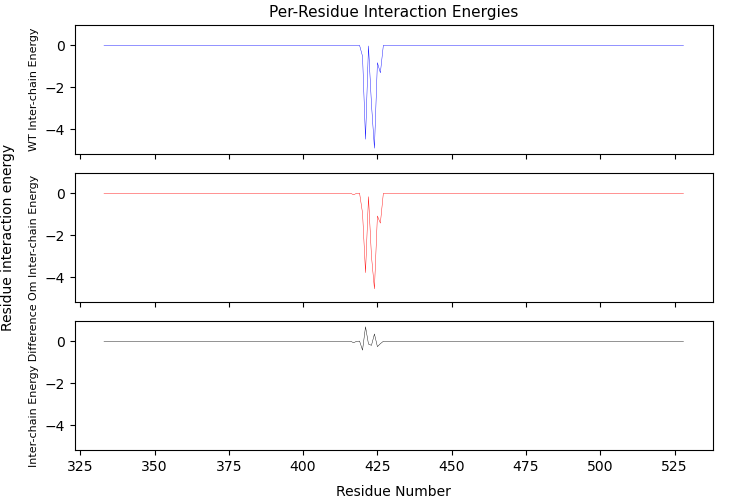 Per-Residue Interaction Energies
Residue interaction energy
WT Inter-chain Energy
0
−2
−4
Om Inter-chain Energy
0
−2
−4
Inter-chain Energy Difference
0
−2
−4
325 350 375 400 425 450 475 500 525
Residue Number